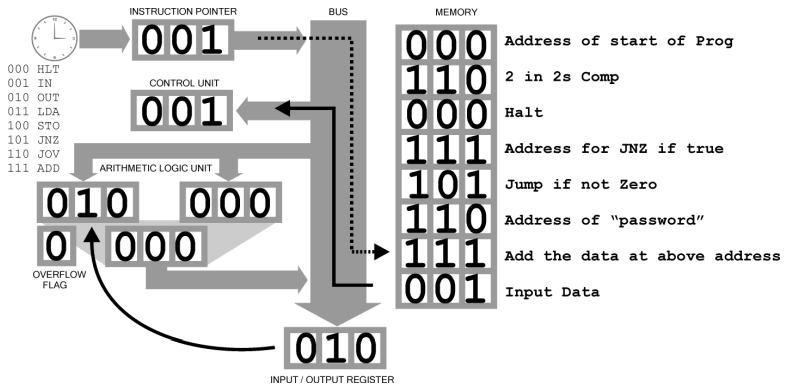 INSTRUCTION POINTER
BUS
MEMORY
12
001
000 Address of start of Prog
110 2 in 2s Comp
000 Halt
111 Address for JNZ if true
101 Jump if not Zero
110 Address of “password”
111 Add the data at above address
001 Input Data
000 HLT
001 IN
010 OUT
011 LDA
100 STO
101 JNZ
110 JOV
111 ADD
CONTROL UNIT
001
ARITHMETIC LOGIC UNIT
010 000
0 000
OVERFLOW
FLAG
010
INPUT / OUTPUT REGISTER